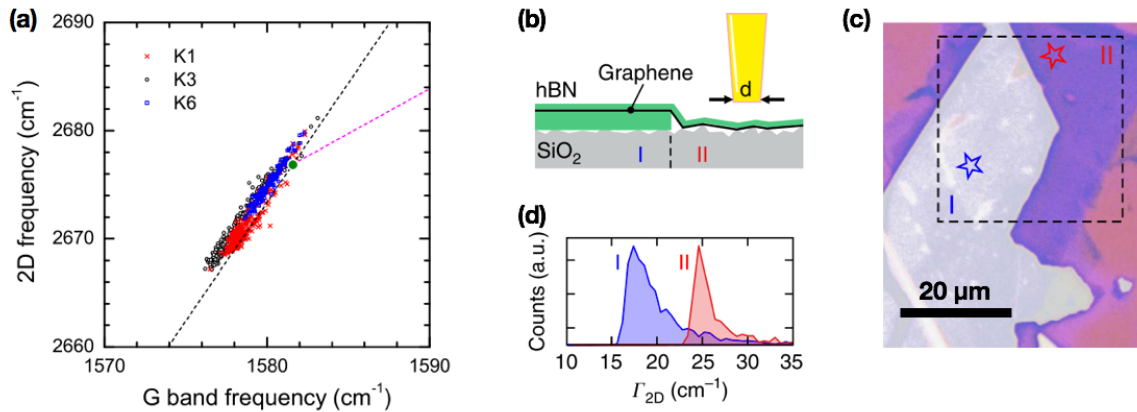 (a)
2690
2680
2670
2660
2D frequency (cm⁻¹)
K1
K3
K6
1570
1580
1590
G band frequency (cm⁻¹)
(b)
Graphene
hBN
d
SiO₂
I
II
(d)
Counts (a.u.)
I
II
10 15 20 25 30 35
Γ2D (cm⁻¹)
(c)
II
I
20 µm